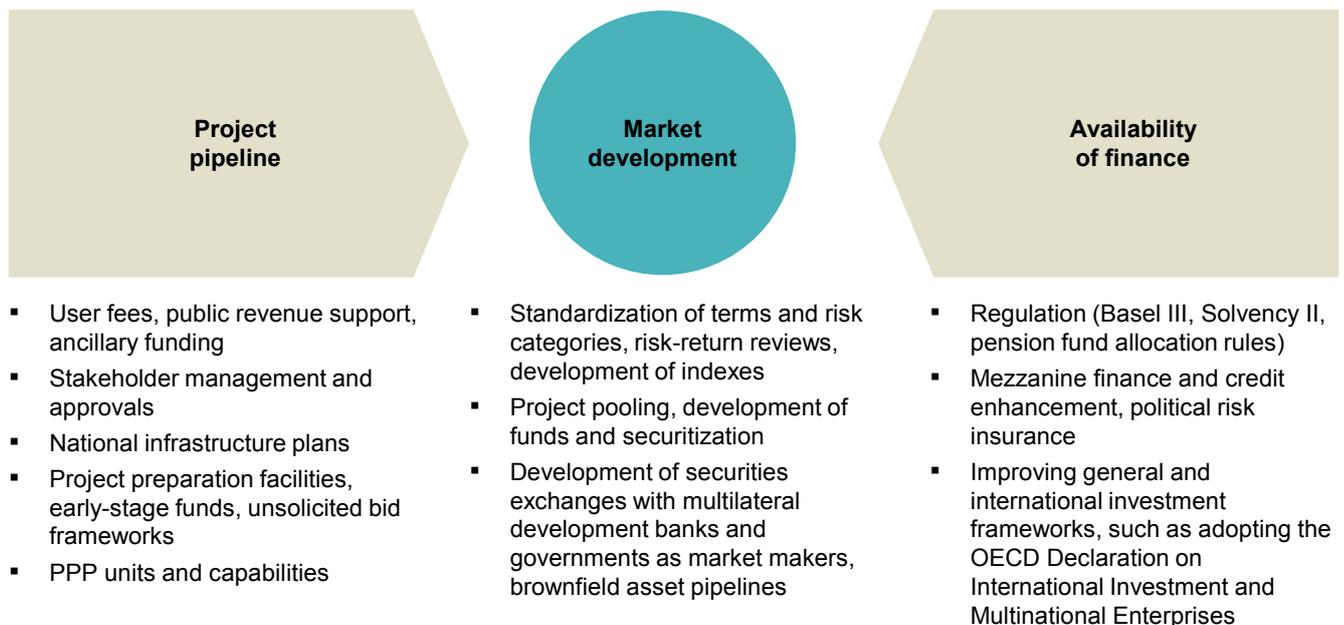 Project
pipeline
Market
development
Availability
of finance
▪ User fees, public revenue support,
ancillary funding
▪ Stakeholder management and
approvals
▪ National infrastructure plans
▪ Project preparation facilities,
early-stage funds, unsolicited bid
frameworks
▪ PPP units and capabilities
▪ Standardization of terms and risk
categories, risk-return reviews,
development of indexes
▪ Project pooling, development of
funds and securitization
▪ Development of securities
exchanges with multilateral
development banks and
governments as market makers,
brownfield asset pipelines
▪ Regulation (Basel III, Solvency II,
pension fund allocation rules)
▪ Mezzanine finance and credit
enhancement, political risk
insurance
▪ Improving general and
international investment
frameworks, such as adopting the
OECD Declaration on
International Investment and
Multinational Enterprises